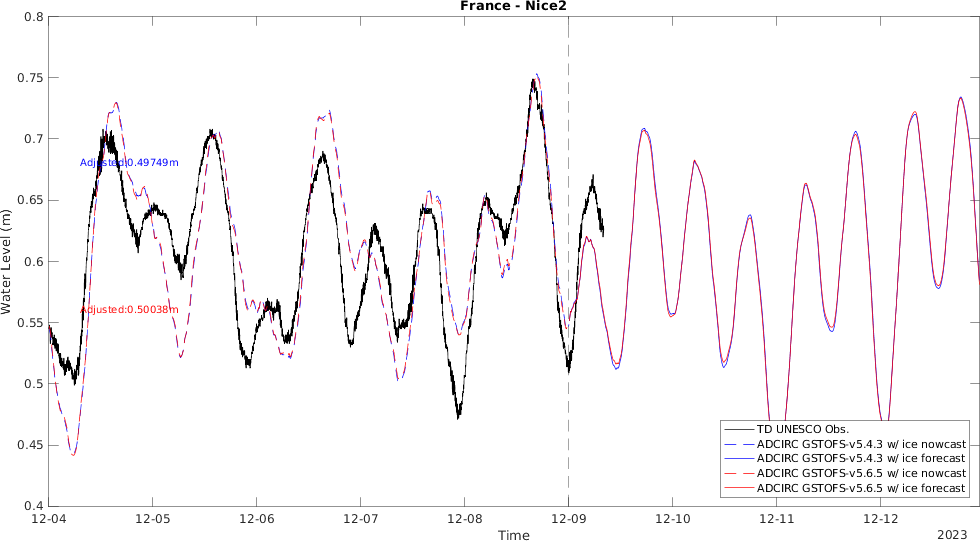 France - Nice2
0.8
0.75
0.7
0.65
0.6
0.55
0.5
0.45
0.4
Water Level (m)
Adjusted:0.49749m
Adjusted:0.50038m
TD UNESCO Obs.
ADCIRC GSTOFS-v5.4.3 w/ ice nowcast
ADCIRC GSTOFS-v5.4.3 w/ ice forecast
ADCIRC GSTOFS-v5.6.5 w/ ice nowcast
ADCIRC GSTOFS-v5.6.5 w/ ice forecast
12-04 12-05 12-06 12-07 12-08 12-09 12-10 12-11 12-12
Time
2023